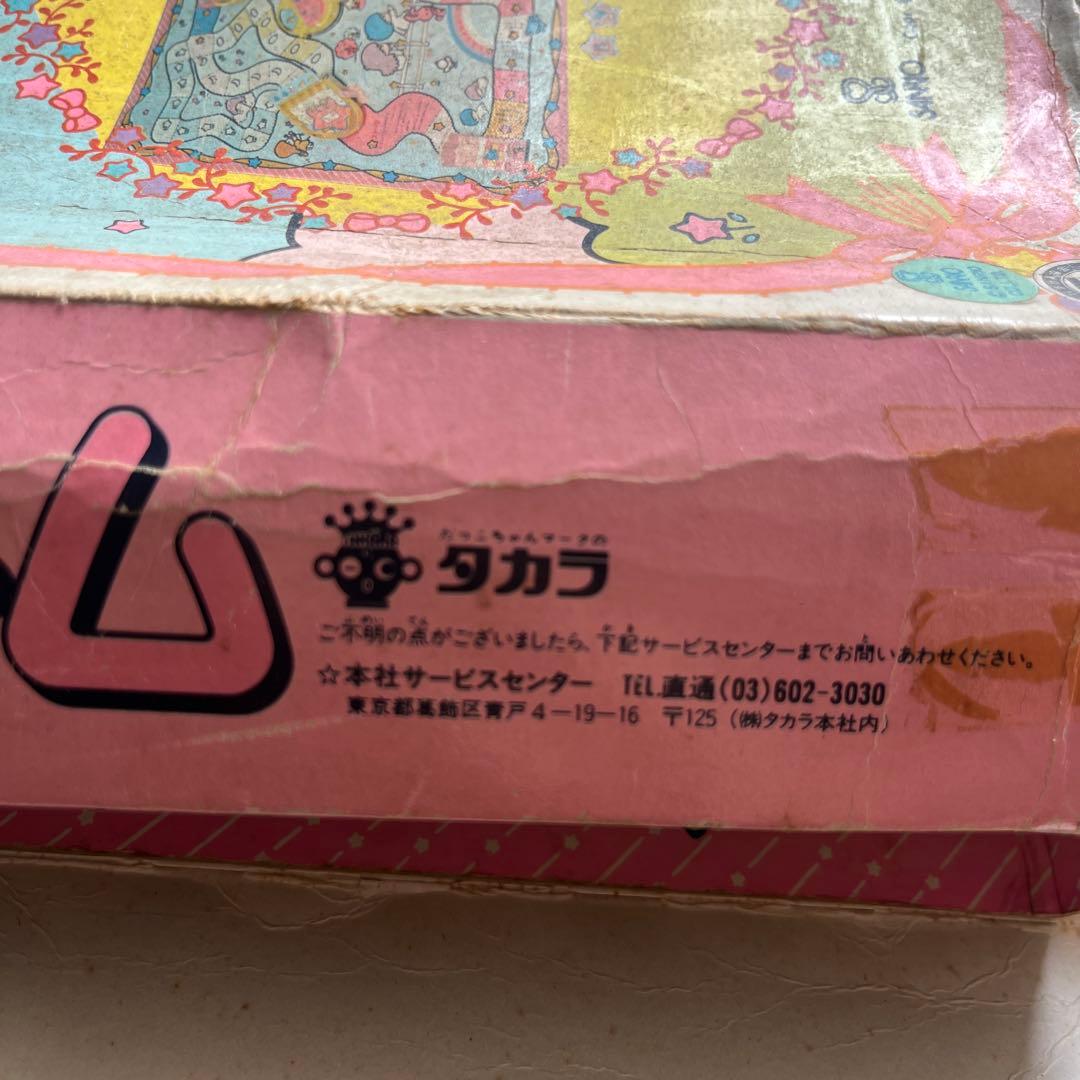 ム
だっこちゃんマークの
タカラ
ご不明の点がございましたら、下記サービスセンターまでお問いあわせください。
☆本社サービスセンター TEL.直通(03)602-3030
東京都葛飾区青戸4-19-16 〒125 (㈱タカラ本社内)